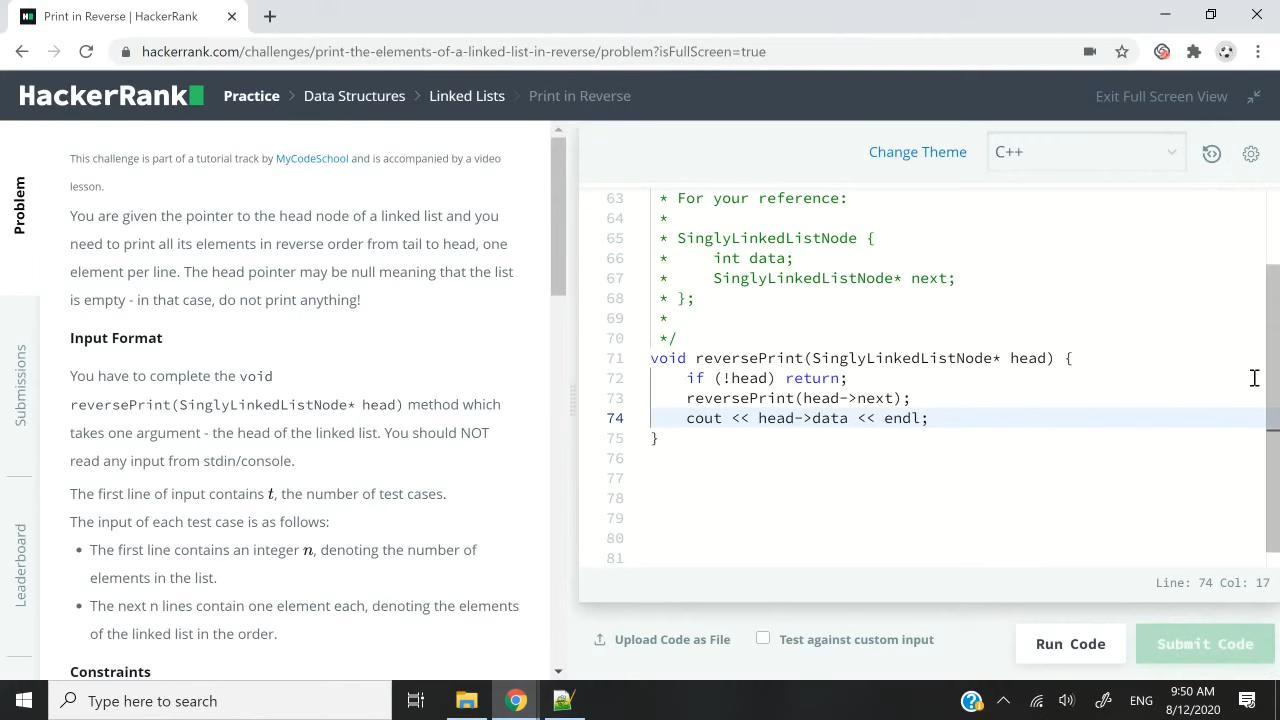 Print in Reverse | HackerRank
hackerrank.com/challenges/print-the-elements-of-a-linked-list-in-reverse/problem?isFullScreen=true
HackerRank Practice > Data Structures > Linked Lists > Print in Reverse Exit Full Screen View
Problem
Submissions
Leaderboard
This challenge is part of a tutorial track by MyCodeSchool and is accompanied by a video
lesson.
You are given the pointer to the head node of a linked list and you
need to print all its elements in reverse order from tail to head, one
element per line. The head pointer may be null meaning that the list
is empty - in that case, do not print anything!
Input Format
You have to complete the void
reversePrint(SinglyLinkedListNode* head) method which
takes one argument - the head of the linked list. You should NOT
read any input from stdin/console.
The first line of input contains t, the number of test cases.
The input of each test case is as follows:
• The first line contains an integer n, denoting the number of
elements in the list.
• The next n lines contain one element each, denoting the elements
of the linked list in the order.
Constraints
Change Theme C++
63 * For your reference:
64 *
65 * SinglyLinkedListNode {
66 *     int data;
67 *     SinglyLinkedListNode* next;
68 * };
69 *
70 */
71 void reversePrint(SinglyLinkedListNode* head) {
72     if (!head) return;
73     reversePrint(head->next);
74     cout << head->data << endl;
75 }
76
77
78
79
80
81
Line: 74 Col: 17
Upload Code as File Test against custom input Run Code Submit Code
Type here to search
ENG
9:50 AM
8/12/2020